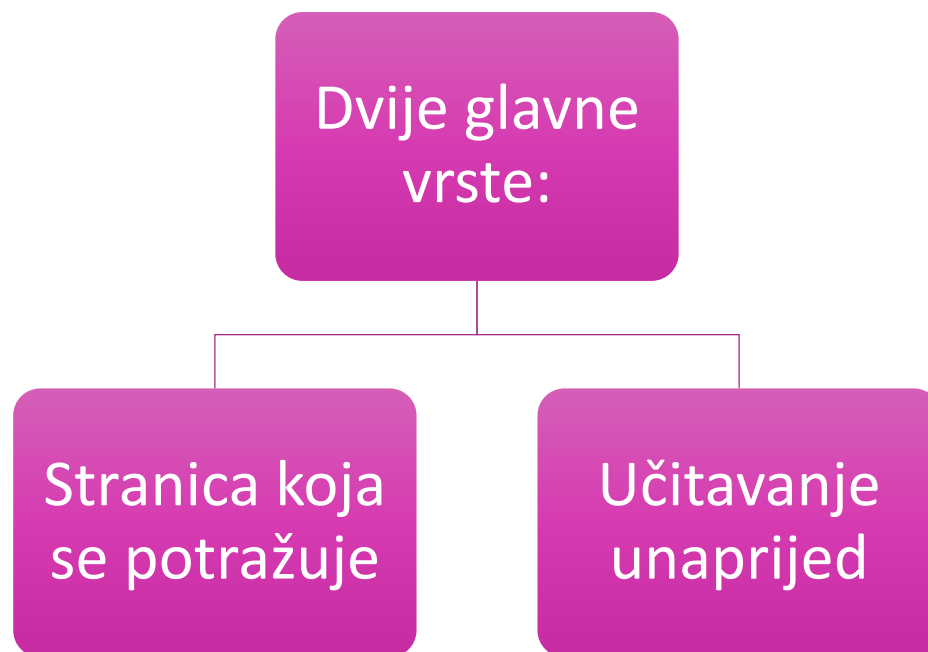 Dvije glavne
vrste:
Stranica koja
se potražuje
Učitavanje
unaprijed